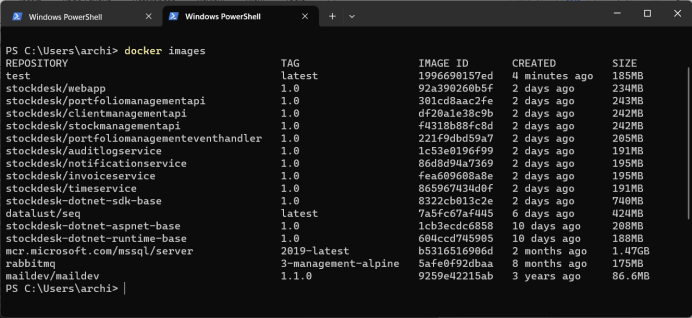 Windows PowerShell
Windows PowerShell
PS C:\Users\archi> docker images
REPOSITORY TAG IMAGE ID CREATED SIZE
test latest 1996690157ed 4 minutes ago 185MB
stockdesk/webapp 1.0 92a390260b5f 2 days ago 234MB
stockdesk/portfoliomanagementapi 1.0 301cd8aac2fe 2 days ago 243MB
stockdesk/clientmanagementapi 1.0 df20a1e38c9b 2 days ago 242MB
stockdesk/stockmanagementapi 1.0 f4318b88fc8d 2 days ago 242MB
stockdesk/portfoliomanagementeventhandler 1.0 221f9dbd59a7 2 days ago 205MB
stockdesk/auditlogservice 1.0 1c53e0196f99 2 days ago 191MB
stockdesk/notificationservice 1.0 86d8d94a7369 2 days ago 195MB
stockdesk/invoiceservice 1.0 fea609608a8e 2 days ago 195MB
stockdesk/timeservice 1.0 865967434d0f 2 days ago 191MB
stockdesk-dotnet-sdk-base 1.0 8322cb013c2e 2 days ago 740MB
datalust/seq latest 7a5fc67af445 6 days ago 424MB
stockdesk-dotnet-aspnet-base 1.0 1cb3ecdc6858 10 days ago 208MB
stockdesk-dotnet-runtime-base 1.0 604ccd745905 10 days ago 188MB
mcr.microsoft.com/mssql/server 2019-latest b5316516906d 2 months ago 1.47GB
rabbitmq 3-management-alpine 5afe0f92dbaa 8 months ago 175MB
maildev/maildev 1.1.0 9259e42215ab 3 years ago 86.6MB
PS C:\Users\archi>